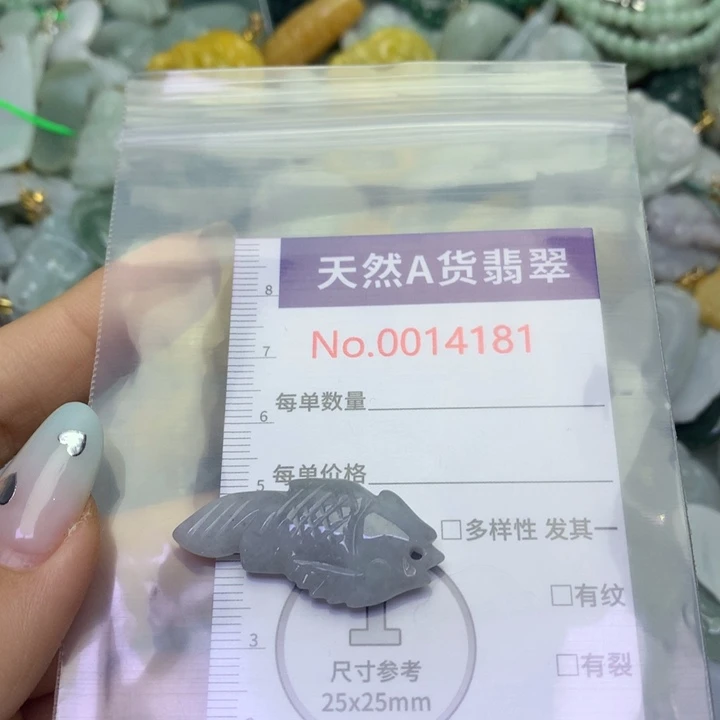 天然A货翡翠
No.0014181
8
7
每单数量
6
每单价格
5
□多样性 发其一
□有纹
3
□有裂
1
尺寸参考
25x25mm